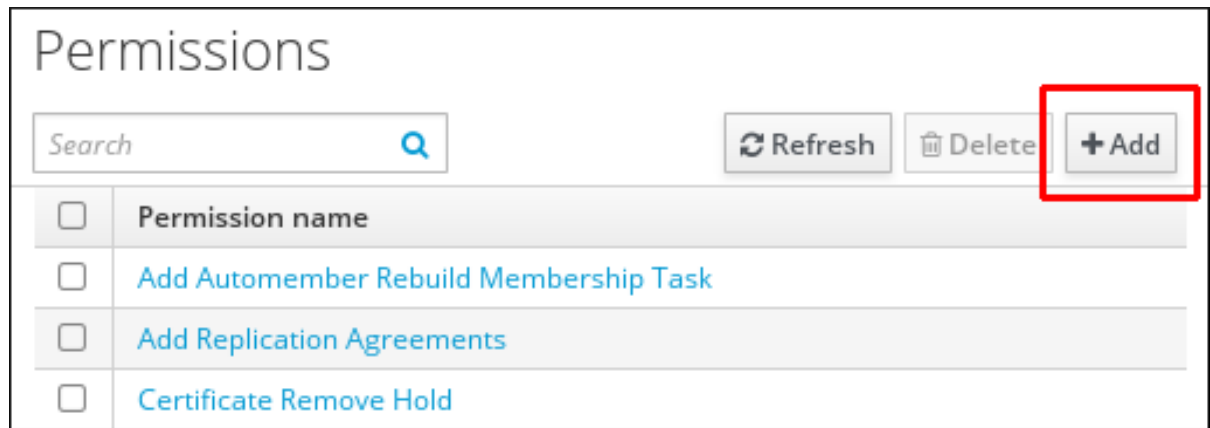 Permissions
Search Refresh Delete Add
Permission name
Add Automember Rebuild Membership Task
Add Replication Agreements
Certificate Remove Hold